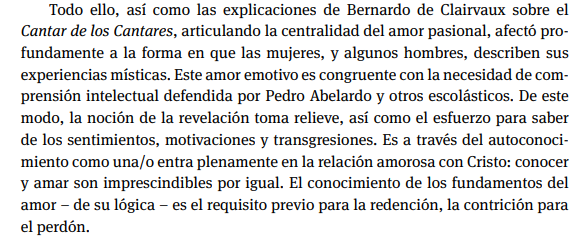 Todo ello, así como las explicaciones de Bernardo de Clairvaux sobre el
Cantar de los Cantares, articulando la centralidad del amor pasional, afectó pro-
fundamente a la forma en que las mujeres, y algunos hombres, describen sus
experiencias místicas. Este amor emotivo es congruente con la necesidad de com-
prensión intelectual defendida por Pedro Abelardo y otros escolásticos. De este
modo, la noción de la revelación toma relieve, así como el esfuerzo para saber
de los sentimientos, motivaciones y transgresiones. Es a través del autoconoci-
miento como una/o entra plenamente en la relación amorosa con Cristo: conocer
y amar son imprescindibles por igual. El conocimiento de los fundamentos del
amor – de su lógica – es el requisito previo para la redención, la contrición para
el perdón.